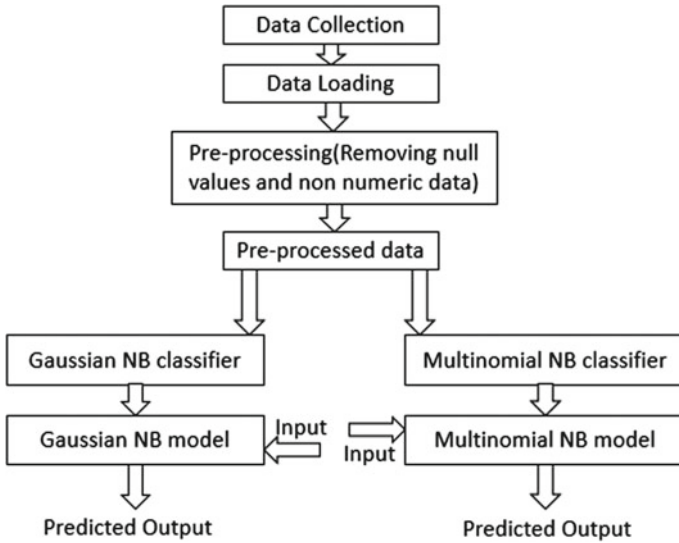 Data Collection
Data Loading
Pre-processing(Removing null
values and non numeric data)
Pre-processed data
Gaussian NB classifier
Multinomial NB classifier
Gaussian NB model
Input
Input
Multinomial NB model
Predicted Output
Predicted Output